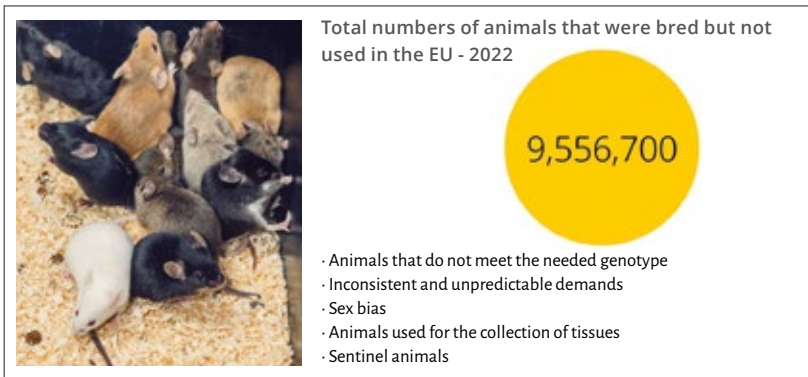 Total numbers of animals that were bred but not
used in the EU - 2022
9,556,700
· Animals that do not meet the needed genotype
· Inconsistent and unpredictable demands
· Sex bias
· Animals used for the collection of tissues
· Sentinel animals